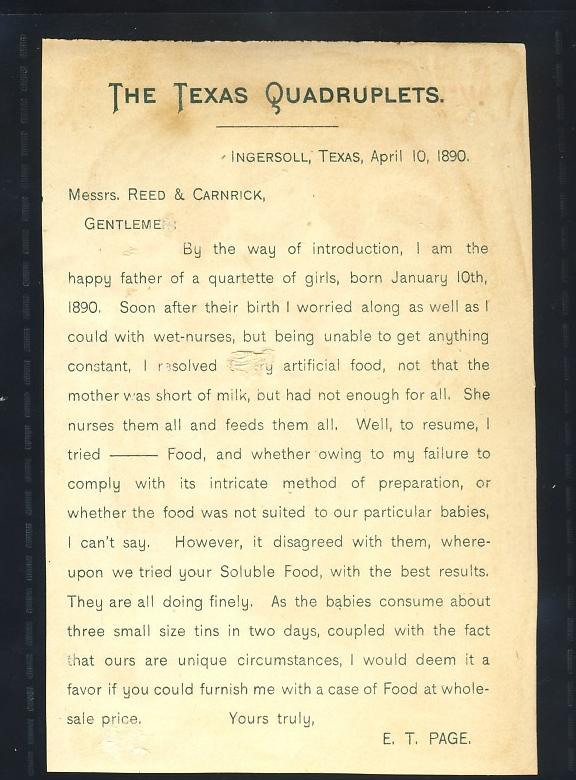 THE TEXAS QUADRUPLETS.
INGERSOLL, TEXAS, April 10, 1890.
Messrs. REED & CARNRICK,
GENTLEMEN:
By the way of introduction, I am the
happy father of a quartette of girls, born January 10th,
1890. Soon after their birth I worried along as well as I
could with wet-nurses, but being unable to get anything
constant, I resolved artificial food, not that the
mother was short of milk, but had not enough for all. She
nurses them all and feeds them all. Well, to resume, I
tried ——— Food, and whether owing to my failure to
comply with its intricate method of preparation, or
whether the food was not suited to our particular babies,
I can't say. However, it disagreed with them, where-
upon we tried your Soluble Food, with the best results.
They are all doing finely. As the babies consume about
three small size tins in two days, coupled with the fact
that ours are unique circumstances, I would deem it a
favor if you could furnish me with a case of Food at whole-
sale price. Yours truly,
E. T. PAGE.